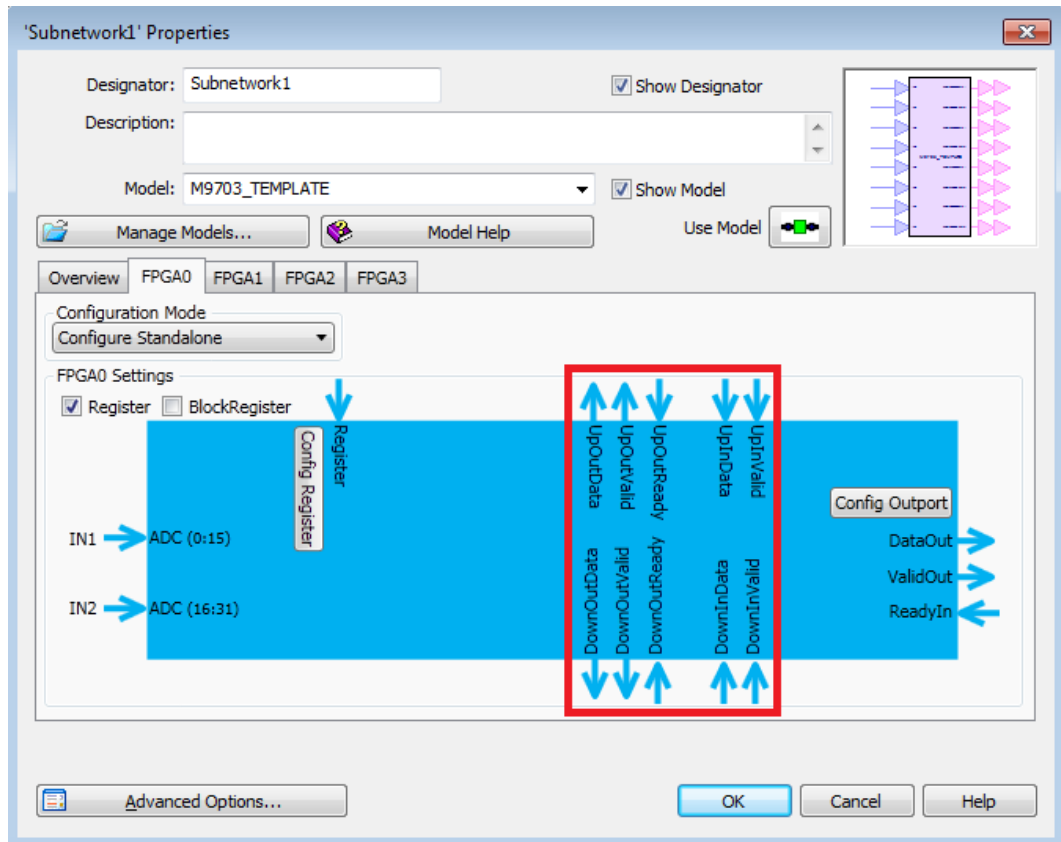 'Subnetwork1' Properties
Designator: Subnetwork1 Show Designator
Description:
Model: M9703_TEMPLATE Show Model
Manage Models... Model Help Use Model
Overview FPGA0 FPGA1 FPGA2 FPGA3
Configuration Mode
Configure Standalone
FPGA0 Settings
Register BlockRegister
Config Register
Register
UpOutData
UpOutValid
UpOutReady
UpInData
UpInValid
Config Outport
IN1 ADC (0:15)
DataOut
ValidOut
IN2 ADC (16:31)
ReadyIn
DownOutData
DownOutValid
DownOutReady
DownInData
DownInValid
Advanced Options... OK Cancel Help